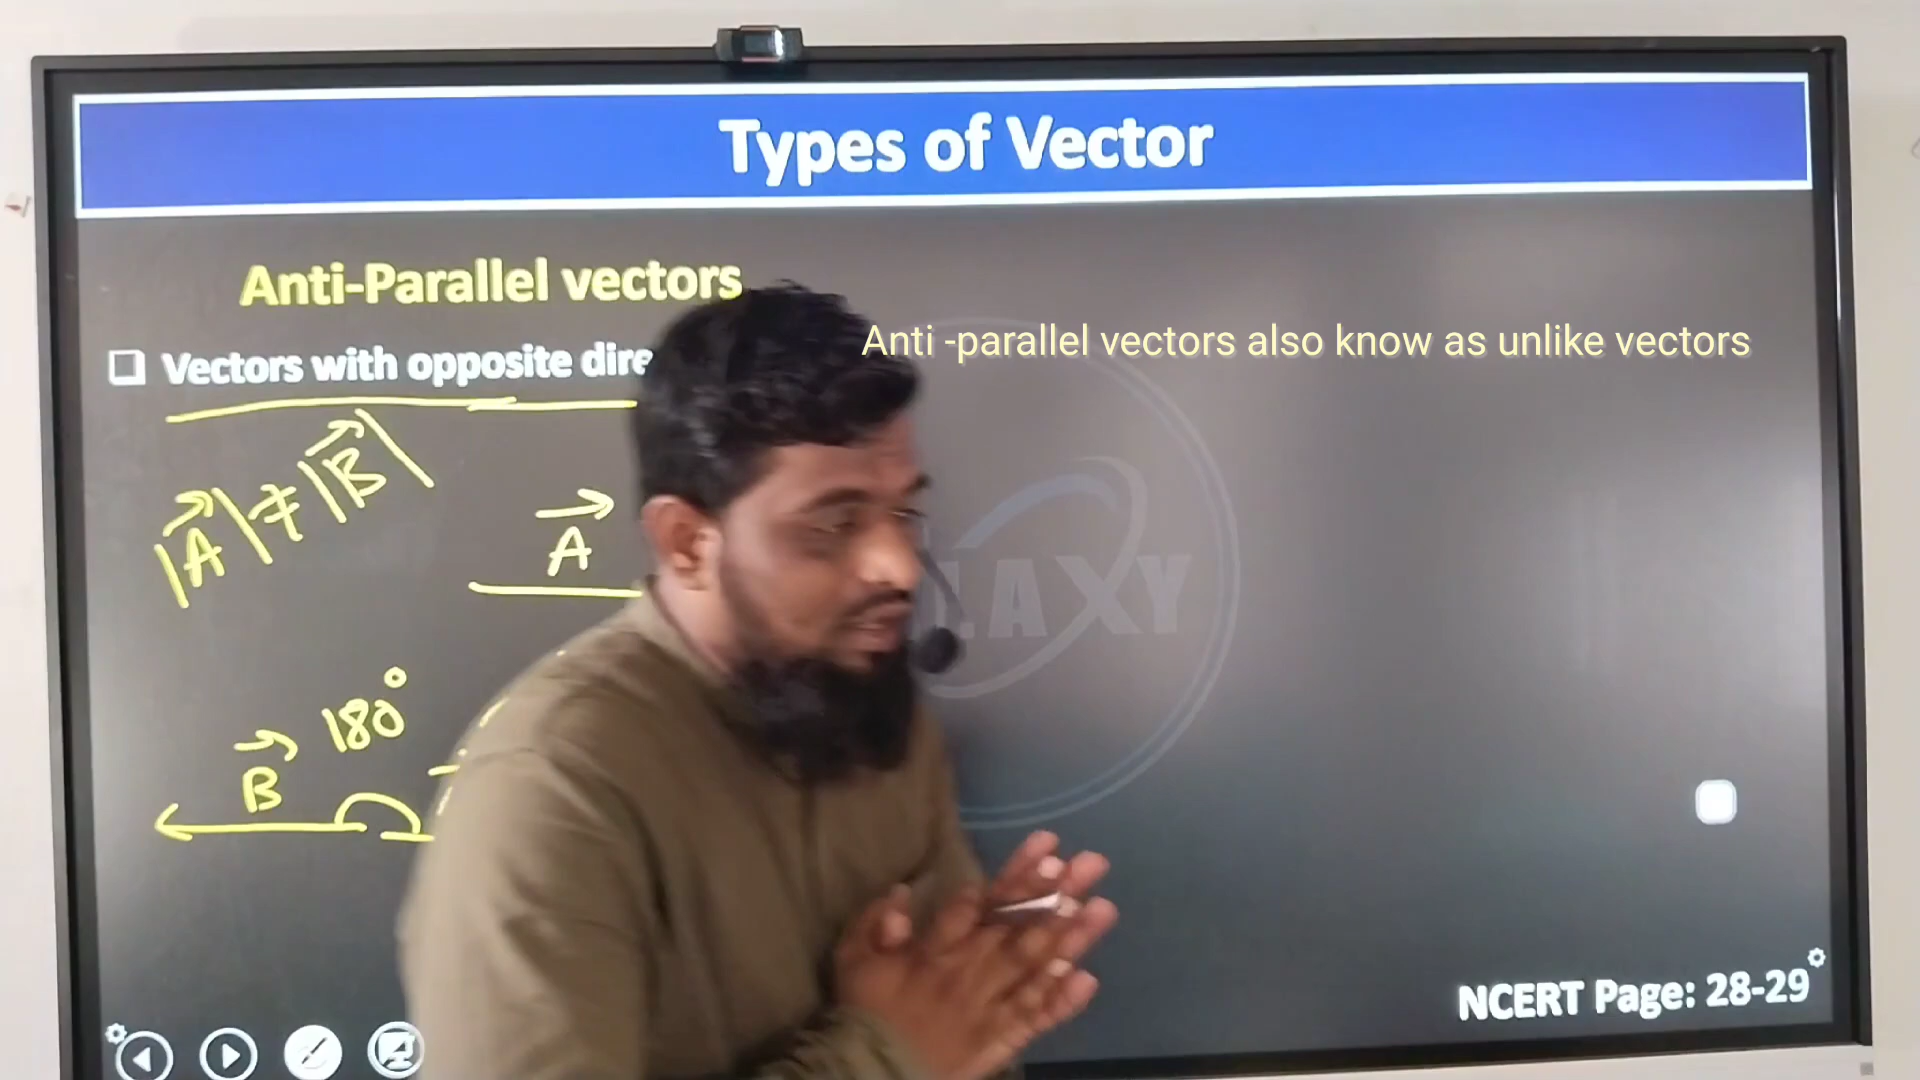 Types of Vector
Anti-Parallel vectors
Vectors with opposite dire
Anti -parallel vectors also know as unlike vectors
|A| ≠ |B|
A
180°
B
LAXY
NCERT Page: 28-29